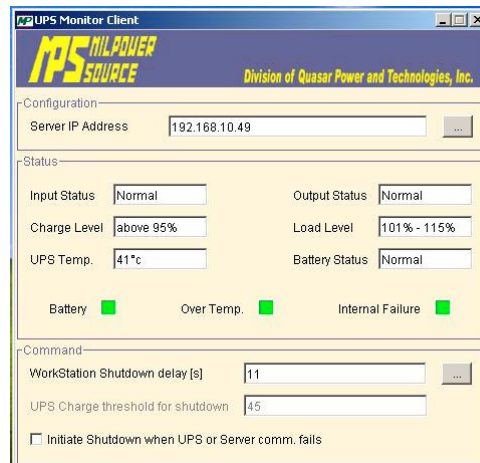 MP UPS Monitor Client
MPS MILPOWER SOURCE
Division of Quasar Power and Technologies, Inc.
Configuration
Server IP Address 192.168.10.49 ...
Status
Input Status Normal Output Status Normal
Charge Level above 95% Load Level 101% - 115%
UPS Temp. 41°c Battery Status Normal
Battery Over Temp. Internal Failure
Command
WorkStation Shutdown delay [s] 11 ...
UPS Charge threshold for shutdown 45
Initiate Shutdown when UPS or Server comm. fails